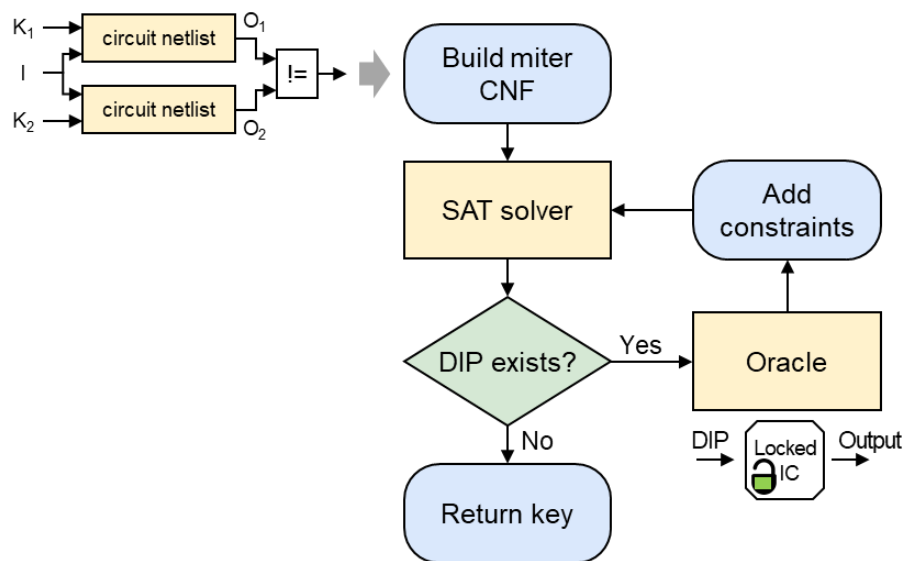 K₁
circuit netlist
O₁
I
!=
K₂
circuit netlist
O₂
Build miter
CNF
SAT solver
Add
constraints
DIP exists?
Yes
Oracle
DIP
Locked
IC
Output
No
Return key